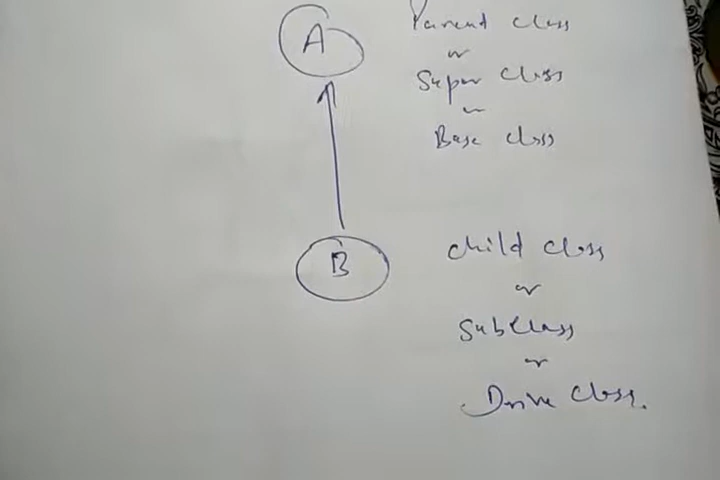 A
Parent class
or
Super class
or
Base class
B
child class
or
Subclass
or
Drive class.